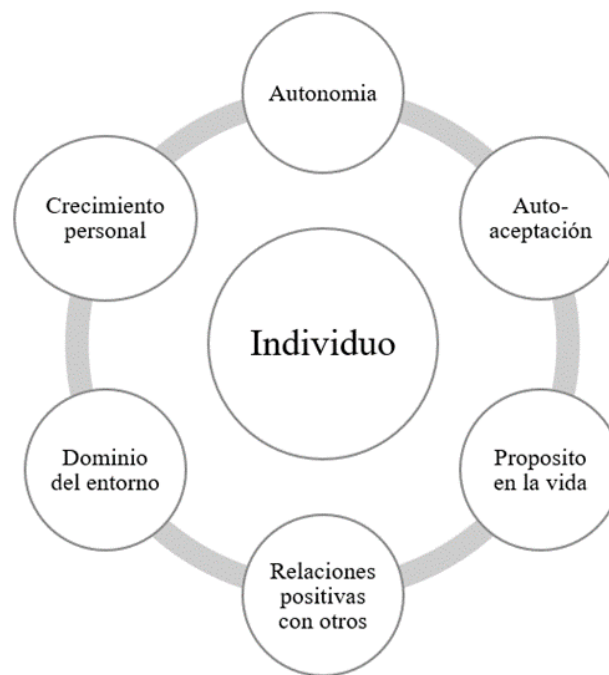 Autonomia
Auto-
aceptación
Proposito
en la vida
Relaciones
positivas
con otros
Dominio
del entorno
Crecimiento
personal
Individuo